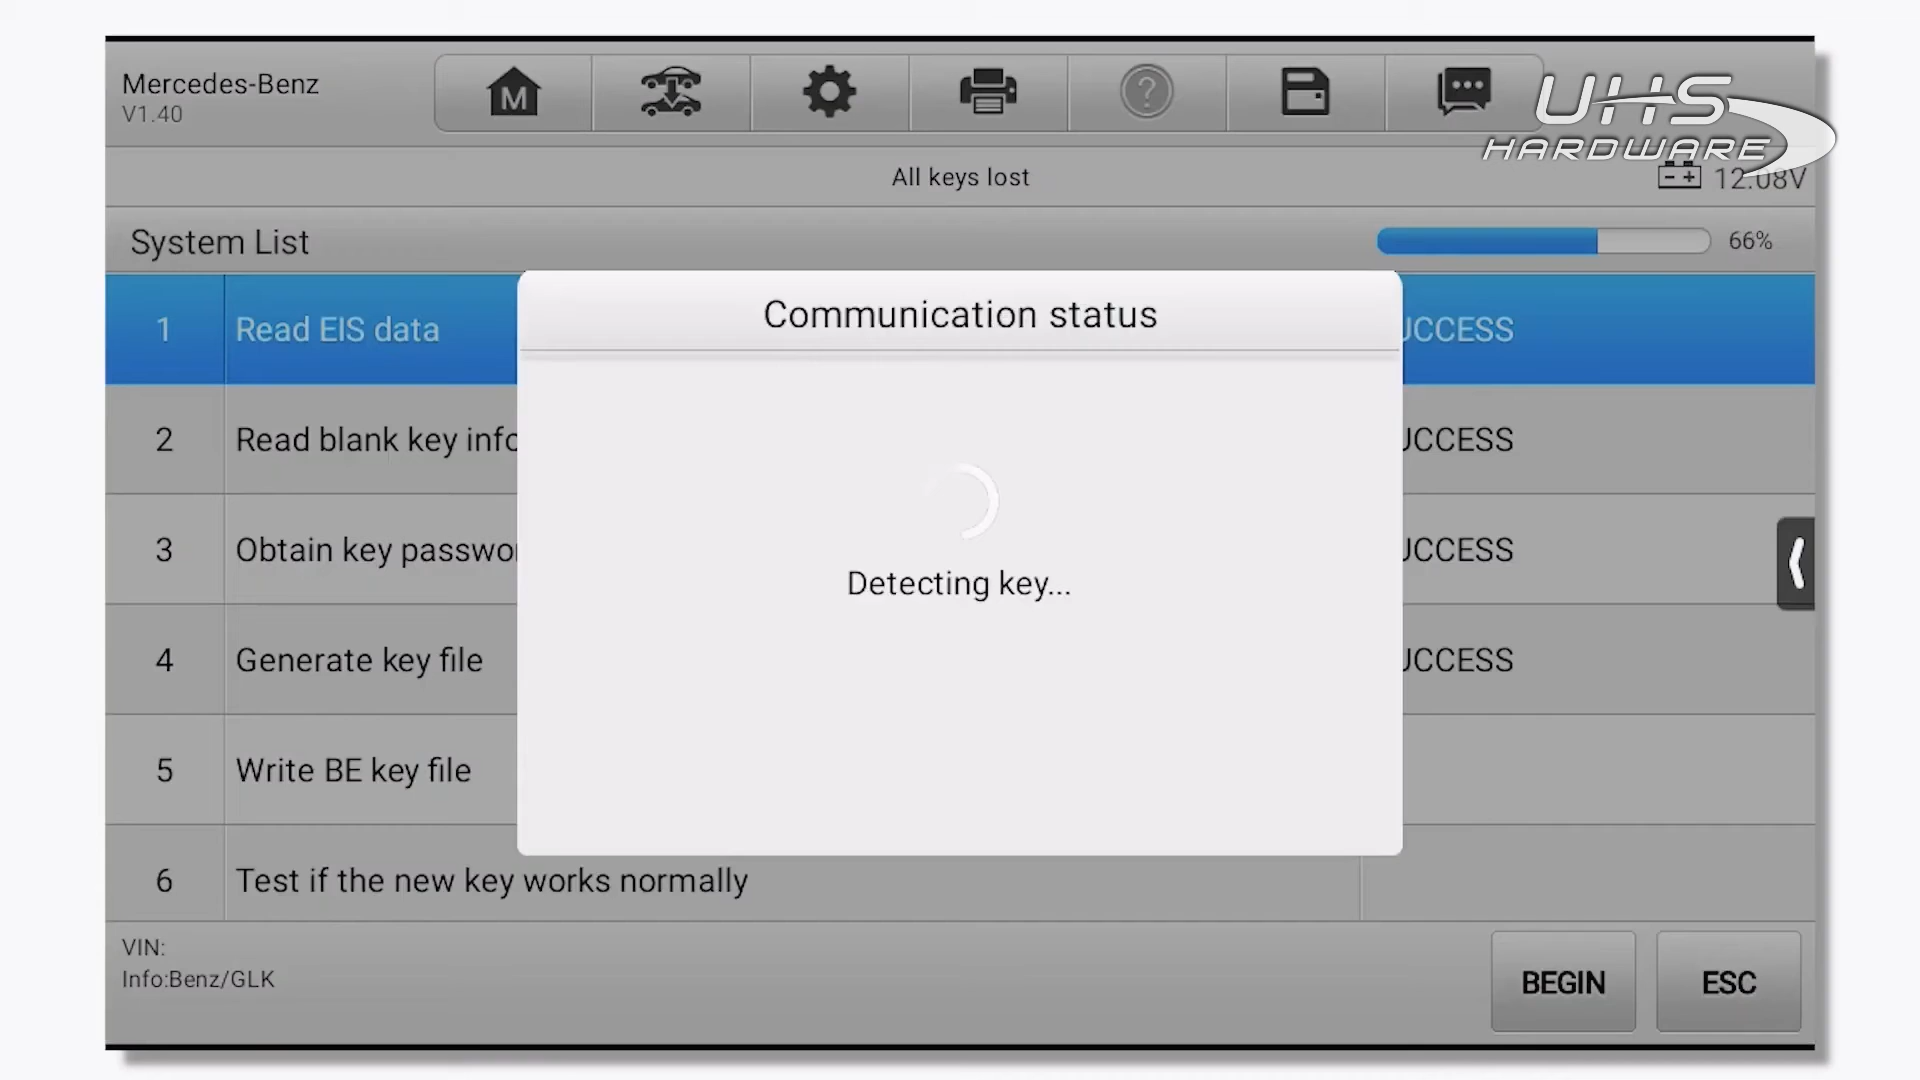 Mercedes-Benz
V1.40
M
?
UHS
HARDWARE
All keys lost
12.08V
System List
66%
1 Read EIS data UCCESS
2 Read blank key info UCCESS
3 Obtain key passwo UCCESS
4 Generate key file UCCESS
5 Write BE key file
6 Test if the new key works normally
Communication status
Detecting key...
VIN:
Info:Benz/GLK
BEGIN
ESC